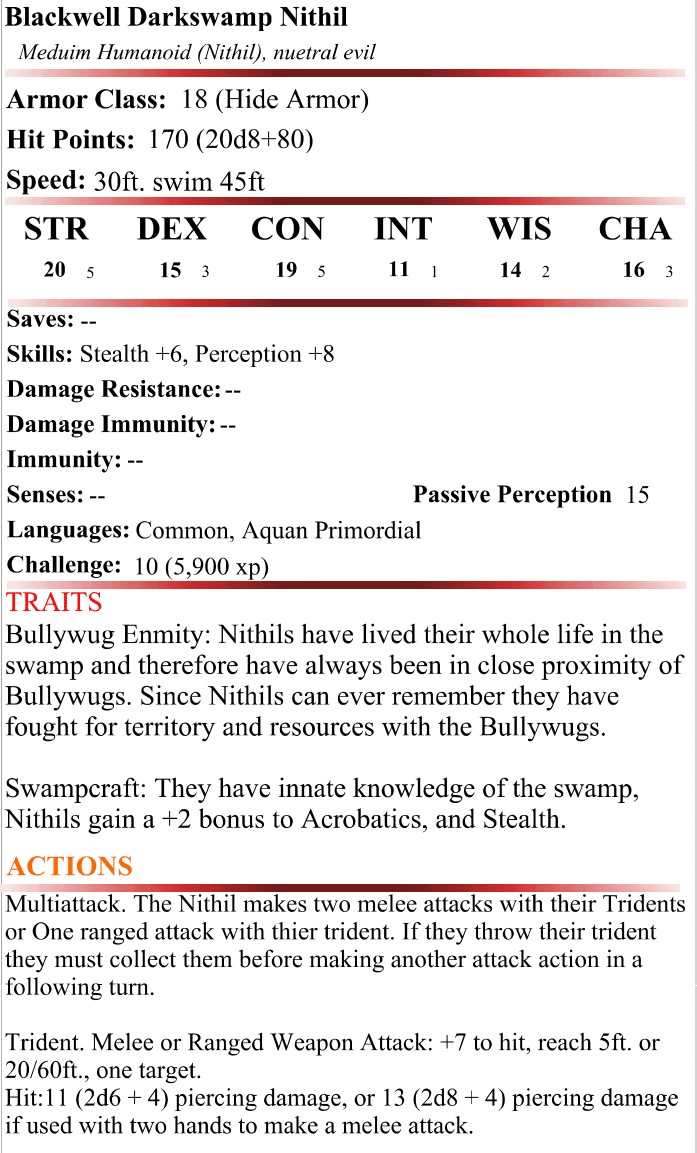 Blackwell Darkswamp Nithil
Meduim Humanoid (Nithil), nuetral evil
Armor Class: 18 (Hide Armor)
Hit Points: 170 (20d8+80)
Speed: 30ft. swim 45ft
STR DEX CON INT WIS CHA
20 5 15 3 19 5 11 1 14 2 16 3
Saves: --
Skills: Stealth +6, Perception +8
Damage Resistance: --
Damage Immunity: --
Immunity: --
Senses: -- Passive Perception 15
Languages: Common, Aquan Primordial
Challenge: 10 (5,900 xp)
TRAITS
Bullywug Enmity: Nithils have lived their whole life in the
swamp and therefore have always been in close proximity of
Bullywugs. Since Nithils can ever remember they have
fought for territory and resources with the Bullywugs.
Swampcraft: They have innate knowledge of the swamp,
Nithils gain a +2 bonus to Acrobatics, and Stealth.
ACTIONS
Multiattack. The Nithil makes two melee attacks with their Tridents
or One ranged attack with thier trident. If they throw their trident
they must collect them before making another attack action in a
following turn.
Trident. Melee or Ranged Weapon Attack: +7 to hit, reach 5ft. or
20/60ft., one target.
Hit:11 (2d6 + 4) piercing damage, or 13 (2d8 + 4) piercing damage
if used with two hands to make a melee attack.